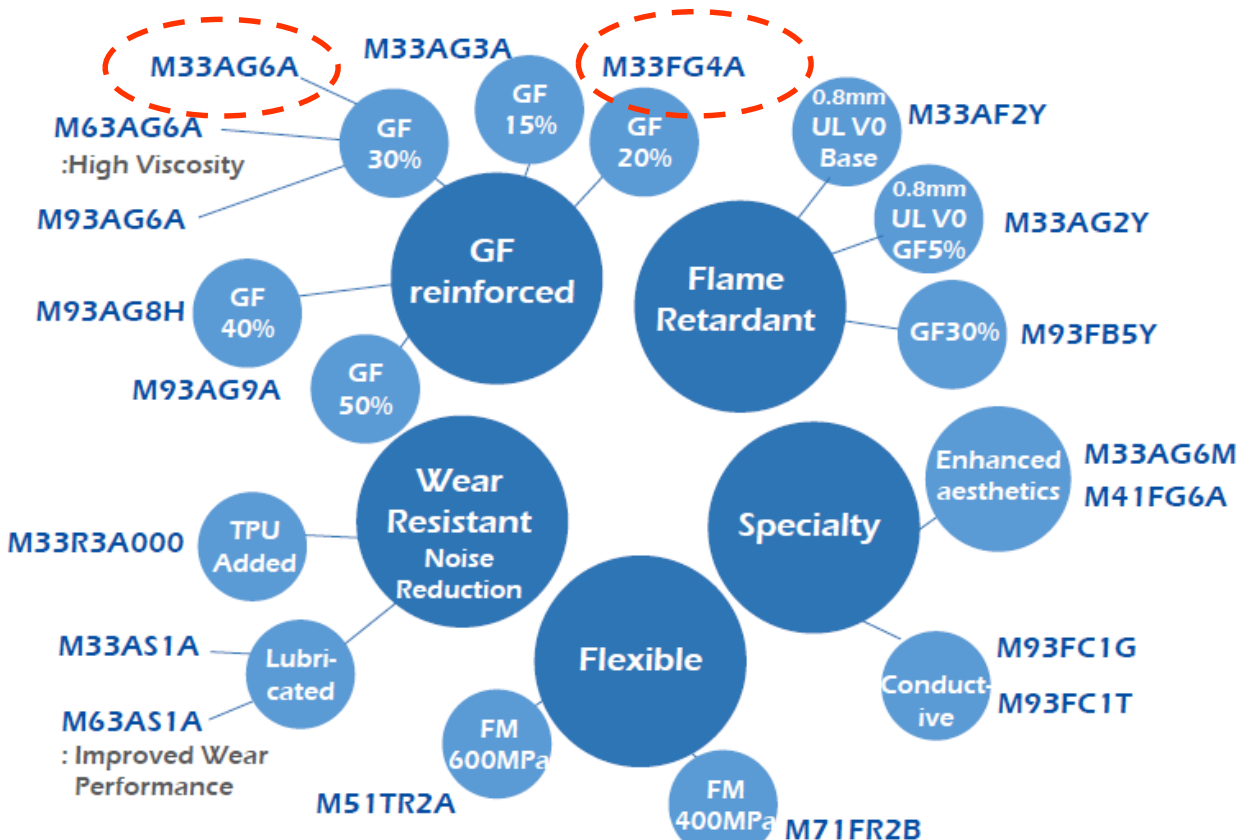 M33AG6A
M63AG6A
:High Viscosity
M93AG6A
GF
30%
M33AG3A
GF
15%
M33FG4A
GF
20%
GF
reinforced
M93AG8H
GF
40%
M93AG9A
GF
50%
0.8mm
UL V0
Base
M33AF2Y
0.8mm
UL V0
GF5%
M33AG2Y
Flame
Retardant
GF30%
M93FB5Y
Wear
Resistant
Noise
Reduction
M33R3A000
TPU
Added
M33AS1A
Lubri-
cated
M63AS1A
: Improved Wear
Performance
Specialty
Enhanced
aesthetics
M33AG6M
M41FG6A
Conduct-
ive
M93FC1G
M93FC1T
Flexible
FM
600MPa
M51TR2A
FM
400MPa
M71FR2B